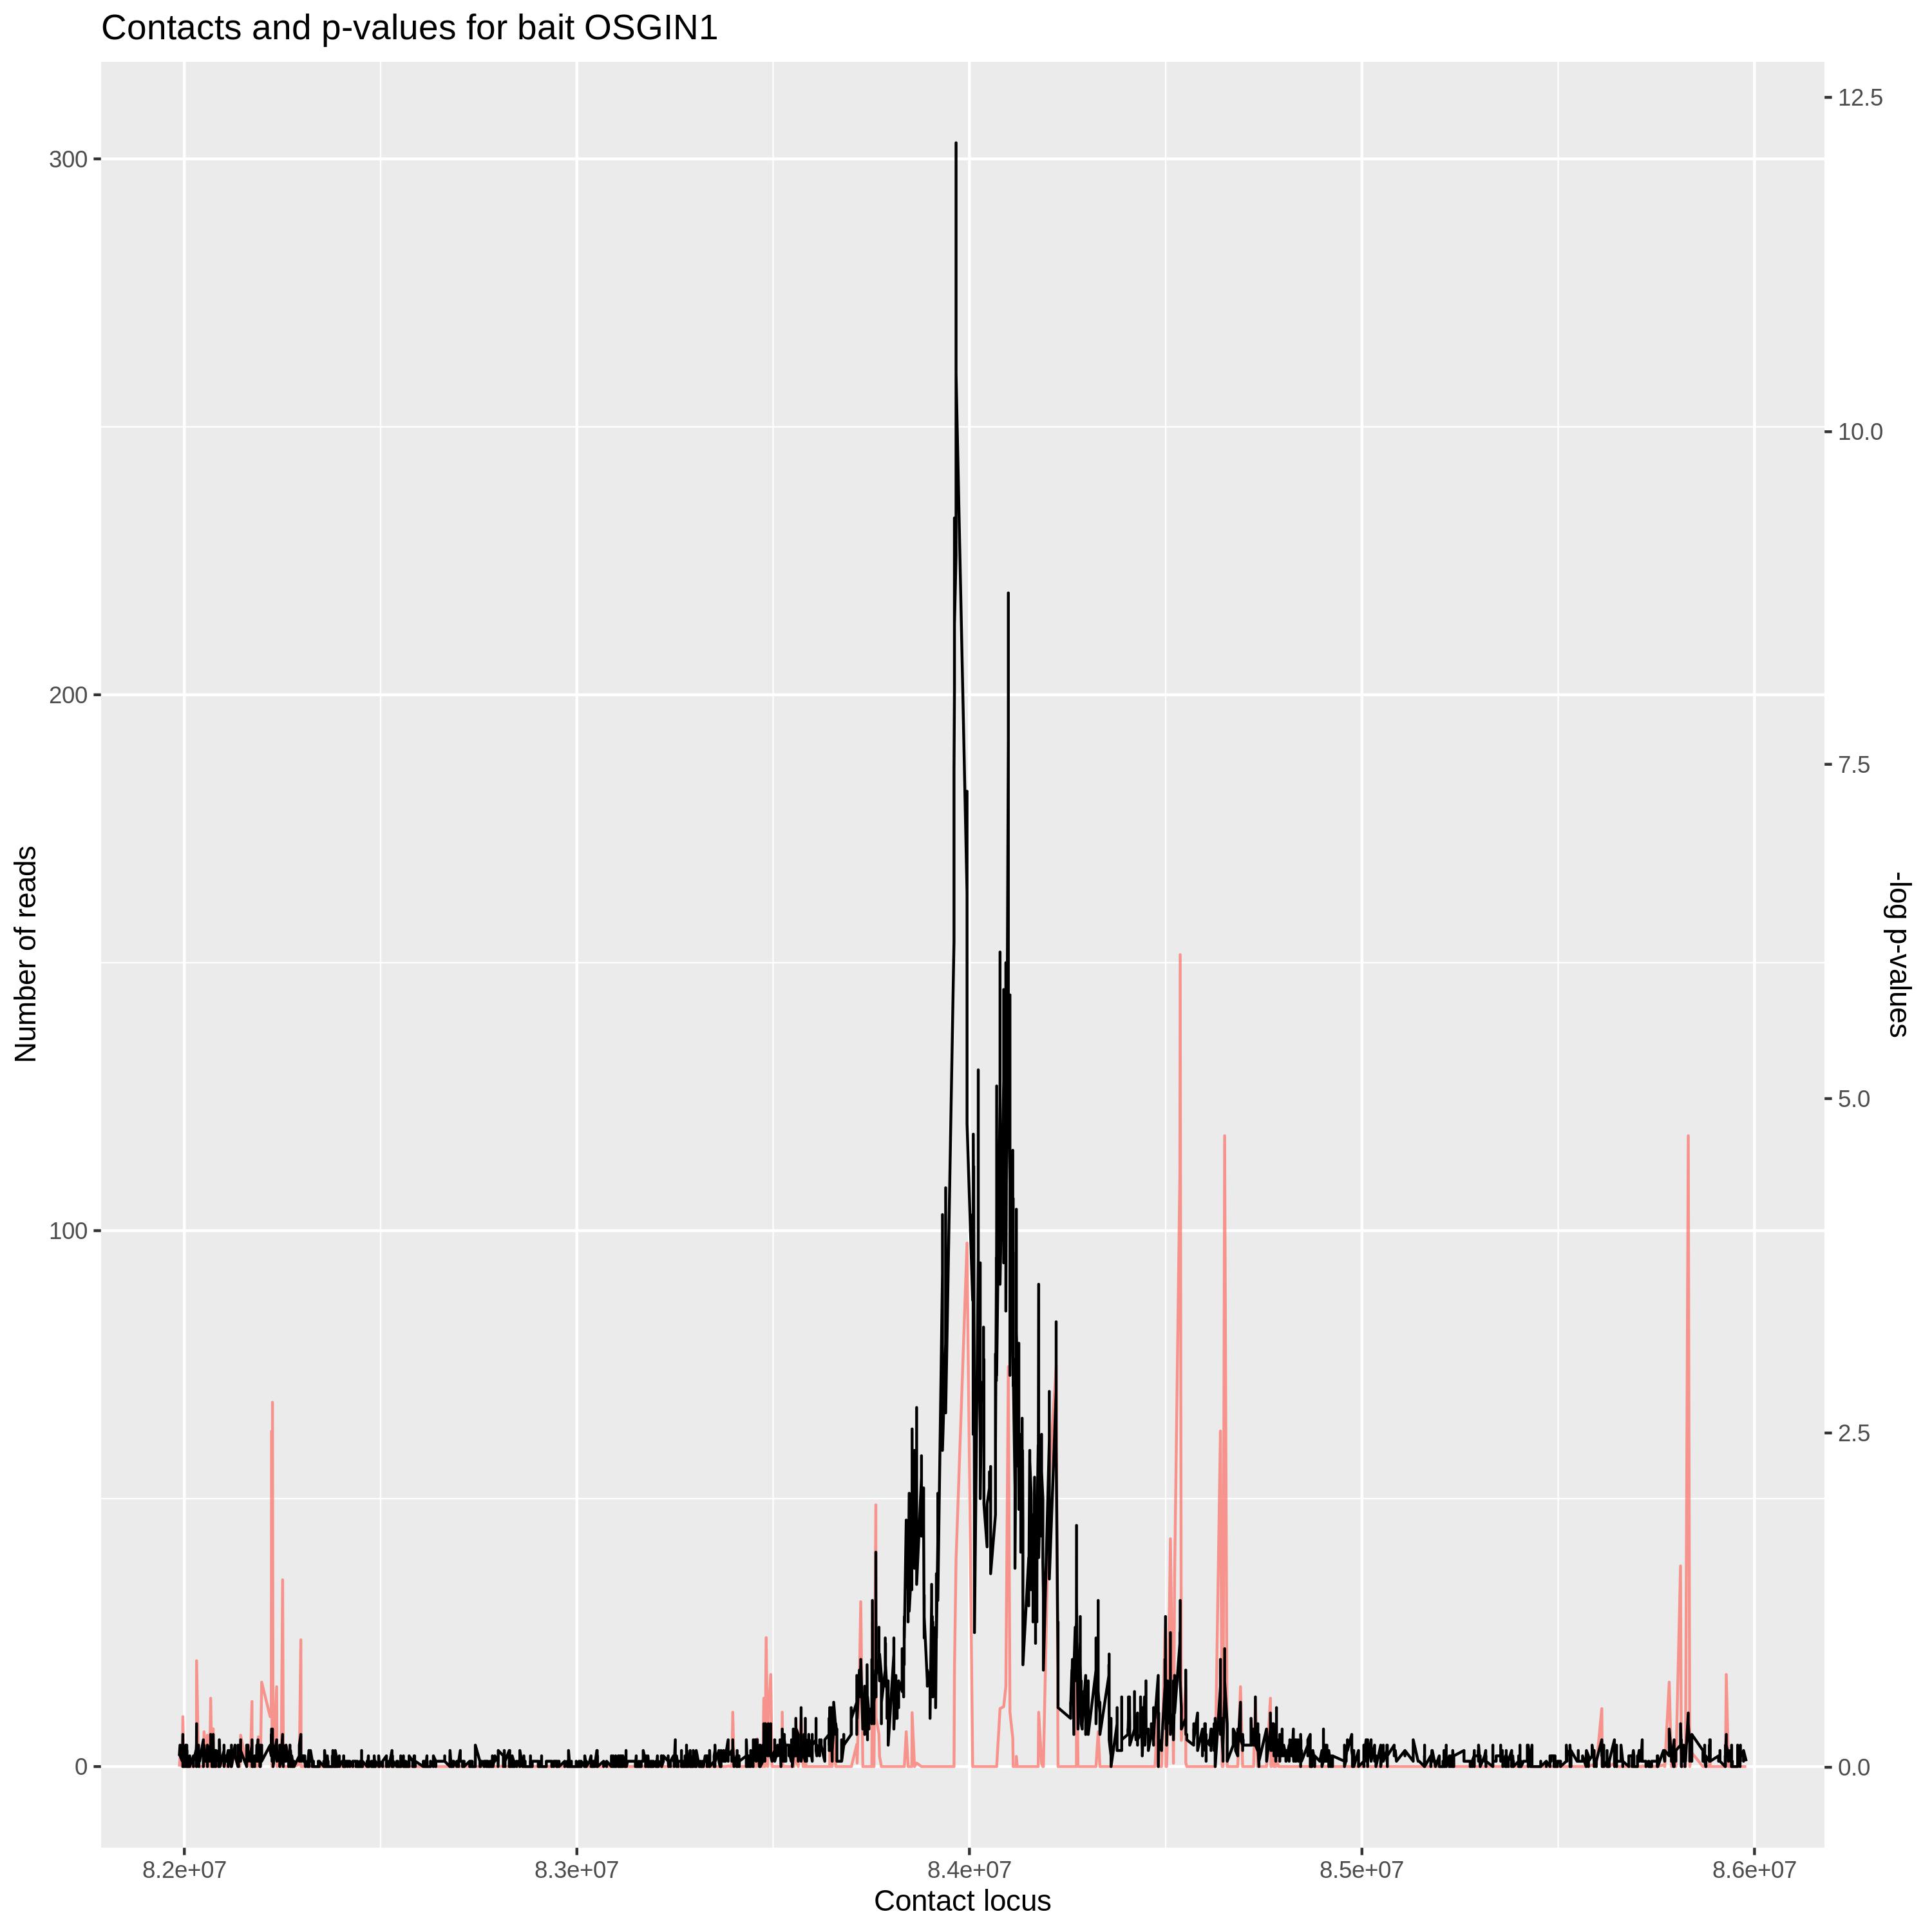 Contacts and p-values for bait OSGIN1
300
200
100
0
Number of reads
12.5
10.0
7.5
5.0
2.5
0.0
-log p-values
8.2e+07 8.3e+07 8.4e+07 8.5e+07 8.6e+07
Contact locus